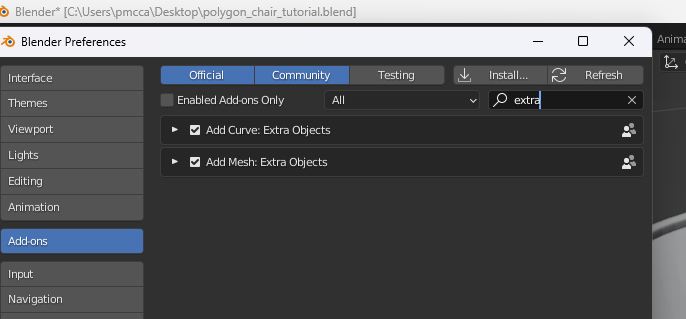 Blender* [C:\Users\pmcca\Desktop\polygon_chair_tutorial.blend]
Blender Preferences
Anima
Interface
Themes
Viewport
Lights
Editing
Animation
Add-ons
Input
Navigation
Official Community Testing Install... Refresh
Enabled Add-ons Only All extra
Add Curve: Extra Objects
Add Mesh: Extra Objects